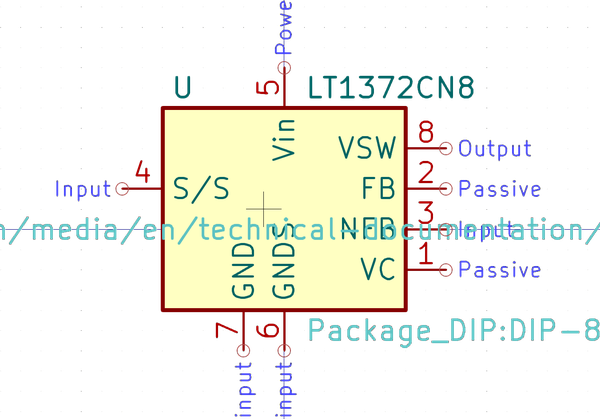 Powe
5
U
LT1372CN8
Vin
VSW
8
Output
Input
4
S/S
FB
2
Passive
n/media/en/technical-documentation/
NFB
3
Input
GND
GNDS
VC
1
Passive
7
6
Package_DIP:DIP-8
input
input